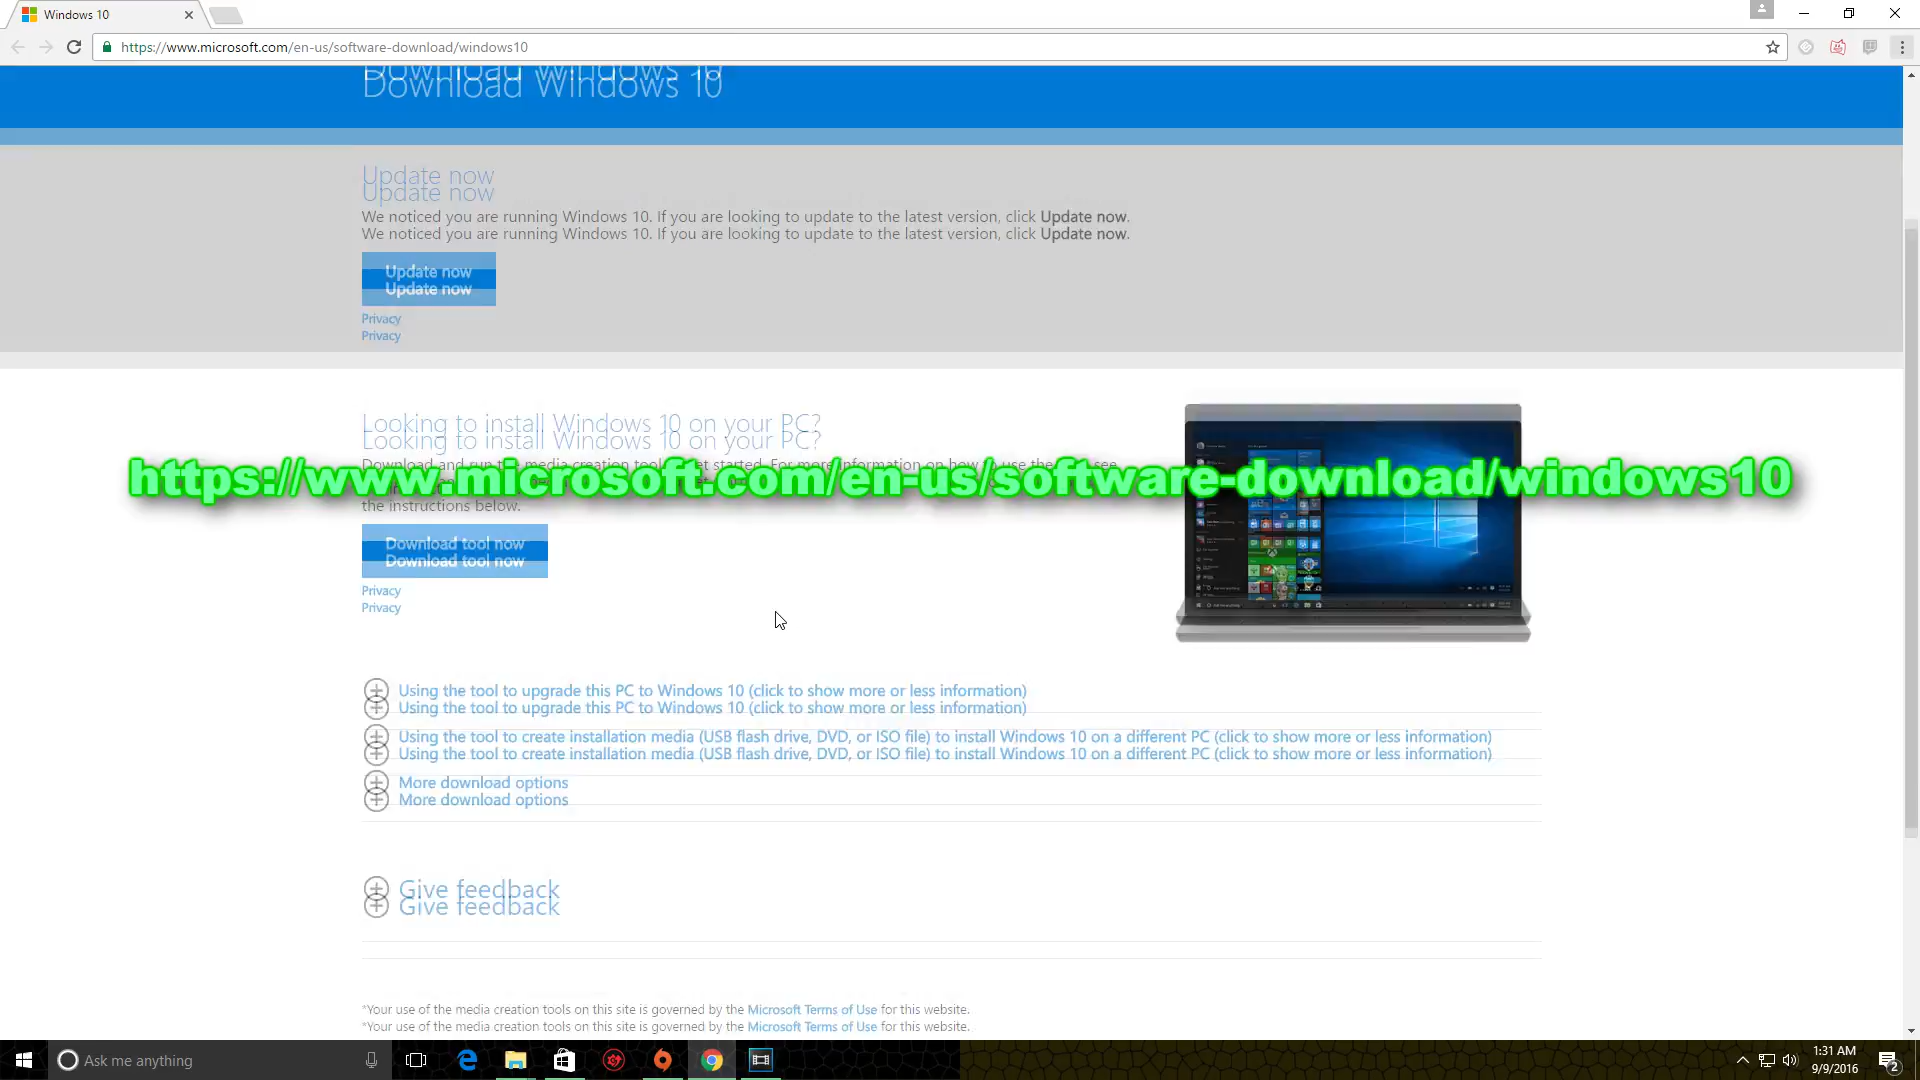 Windows 10
https://www.microsoft.com/en-us/software-download/windows10
Download Windows 10
Download Windows 10
Update now
Update now
We noticed you are running Windows 10. If you are looking to update to the latest version, click Update now.
We noticed you are running Windows 10. If you are looking to update to the latest version, click Update now.
Update now
Update now
Privacy
Privacy
Looking to install Windows 10 on your PC?
Looking to install Windows 10 on your PC?
Download and run the media creation tool to get started. For more information on how to use the tool see
https://www.microsoft.com/en-us/software-download/windows10
the instructions below.
Download tool now
Download tool now
Privacy
Privacy
Using the tool to upgrade this PC to Windows 10 (click to show more or less information)
Using the tool to upgrade this PC to Windows 10 (click to show more or less information)
Using the tool to create installation media (USB flash drive, DVD, or ISO file) to install Windows 10 on a different PC (click to show more or less information)
Using the tool to create installation media (USB flash drive, DVD, or ISO file) to install Windows 10 on a different PC (click to show more or less information)
More download options
More download options
Give feedback
Give feedback
*Your use of the media creation tools on this site is governed by the Microsoft Terms of Use for this website.
*Your use of the media creation tools on this site is governed by the Microsoft Terms of Use for this website.
Ask me anything
1:31 AM
9/9/2016
2